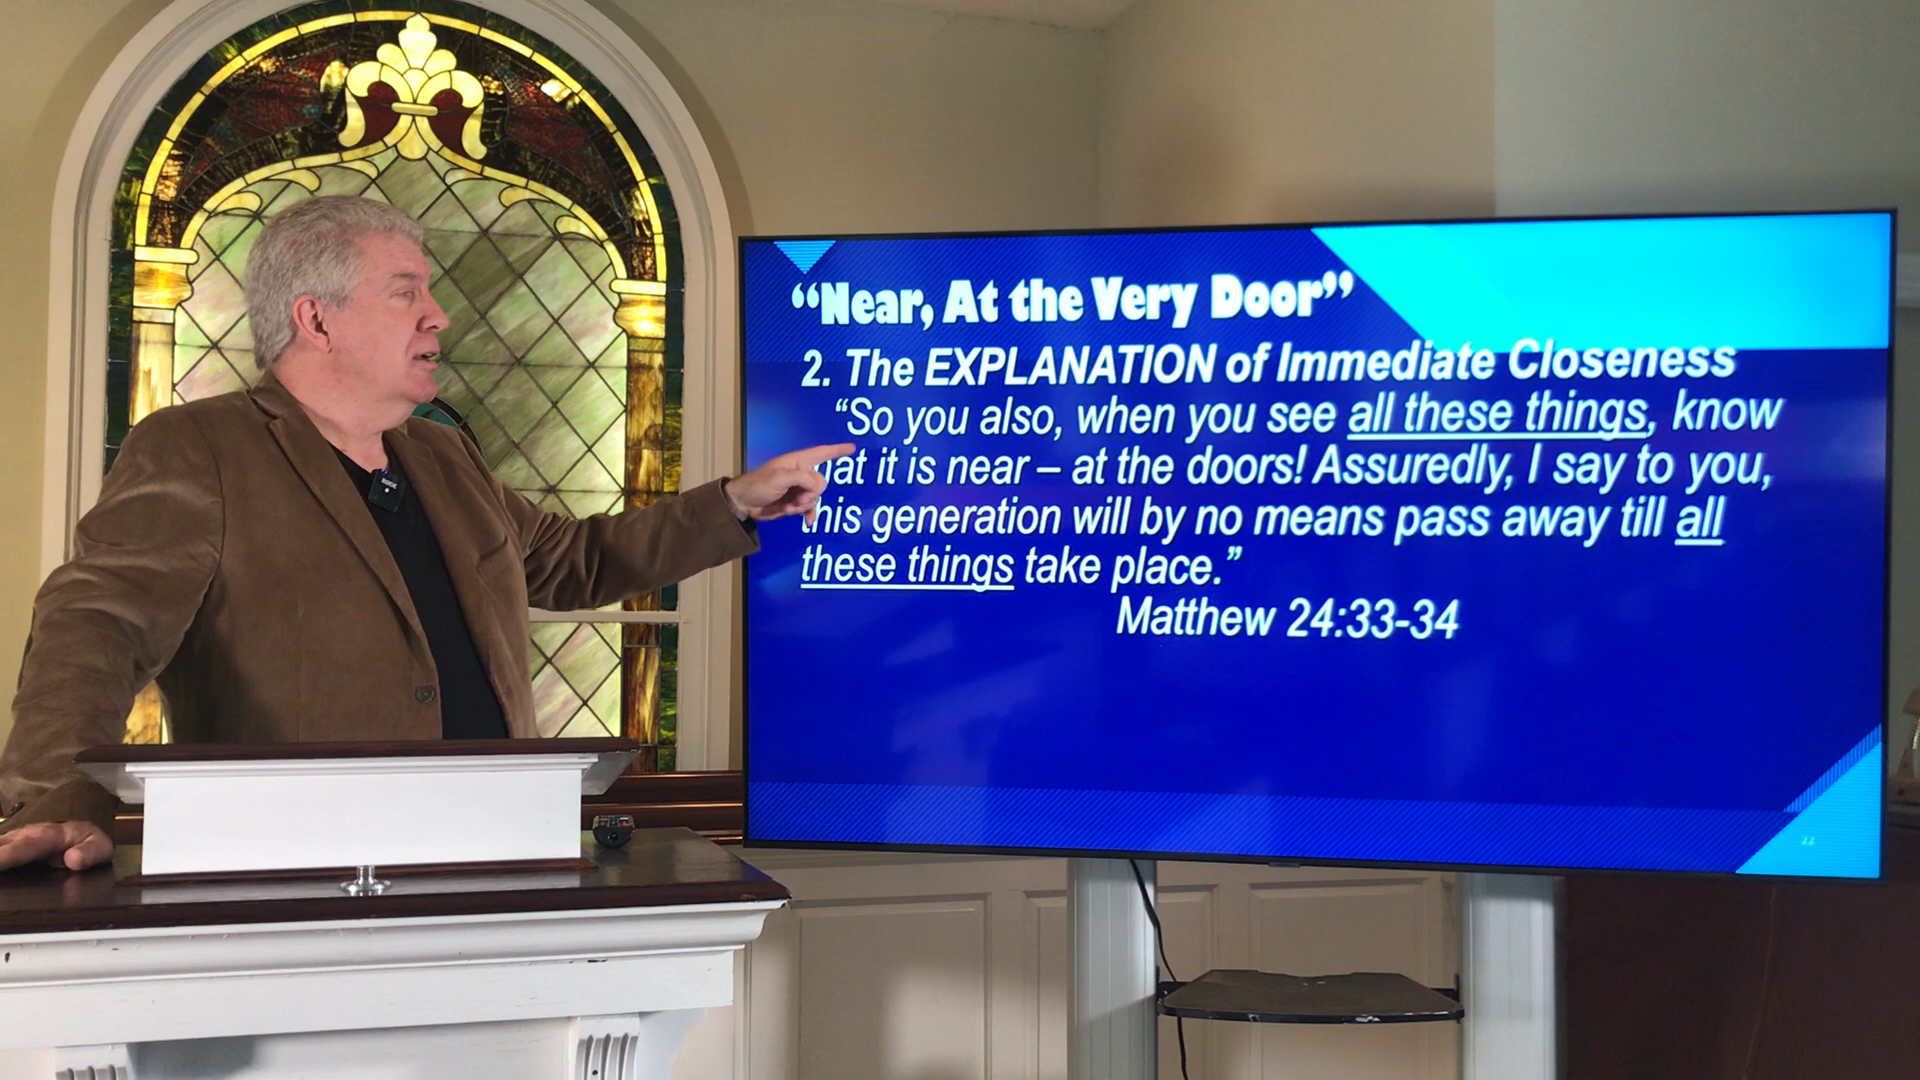 “Near, At the Very Door”
2. The EXPLANATION of Immediate Closeness
“So you also, when you see all these things, know
hat it is near – at the doors! Assuredly, I say to you,
this generation will by no means pass away till all
these things take place.”
Matthew 24:33-34
22